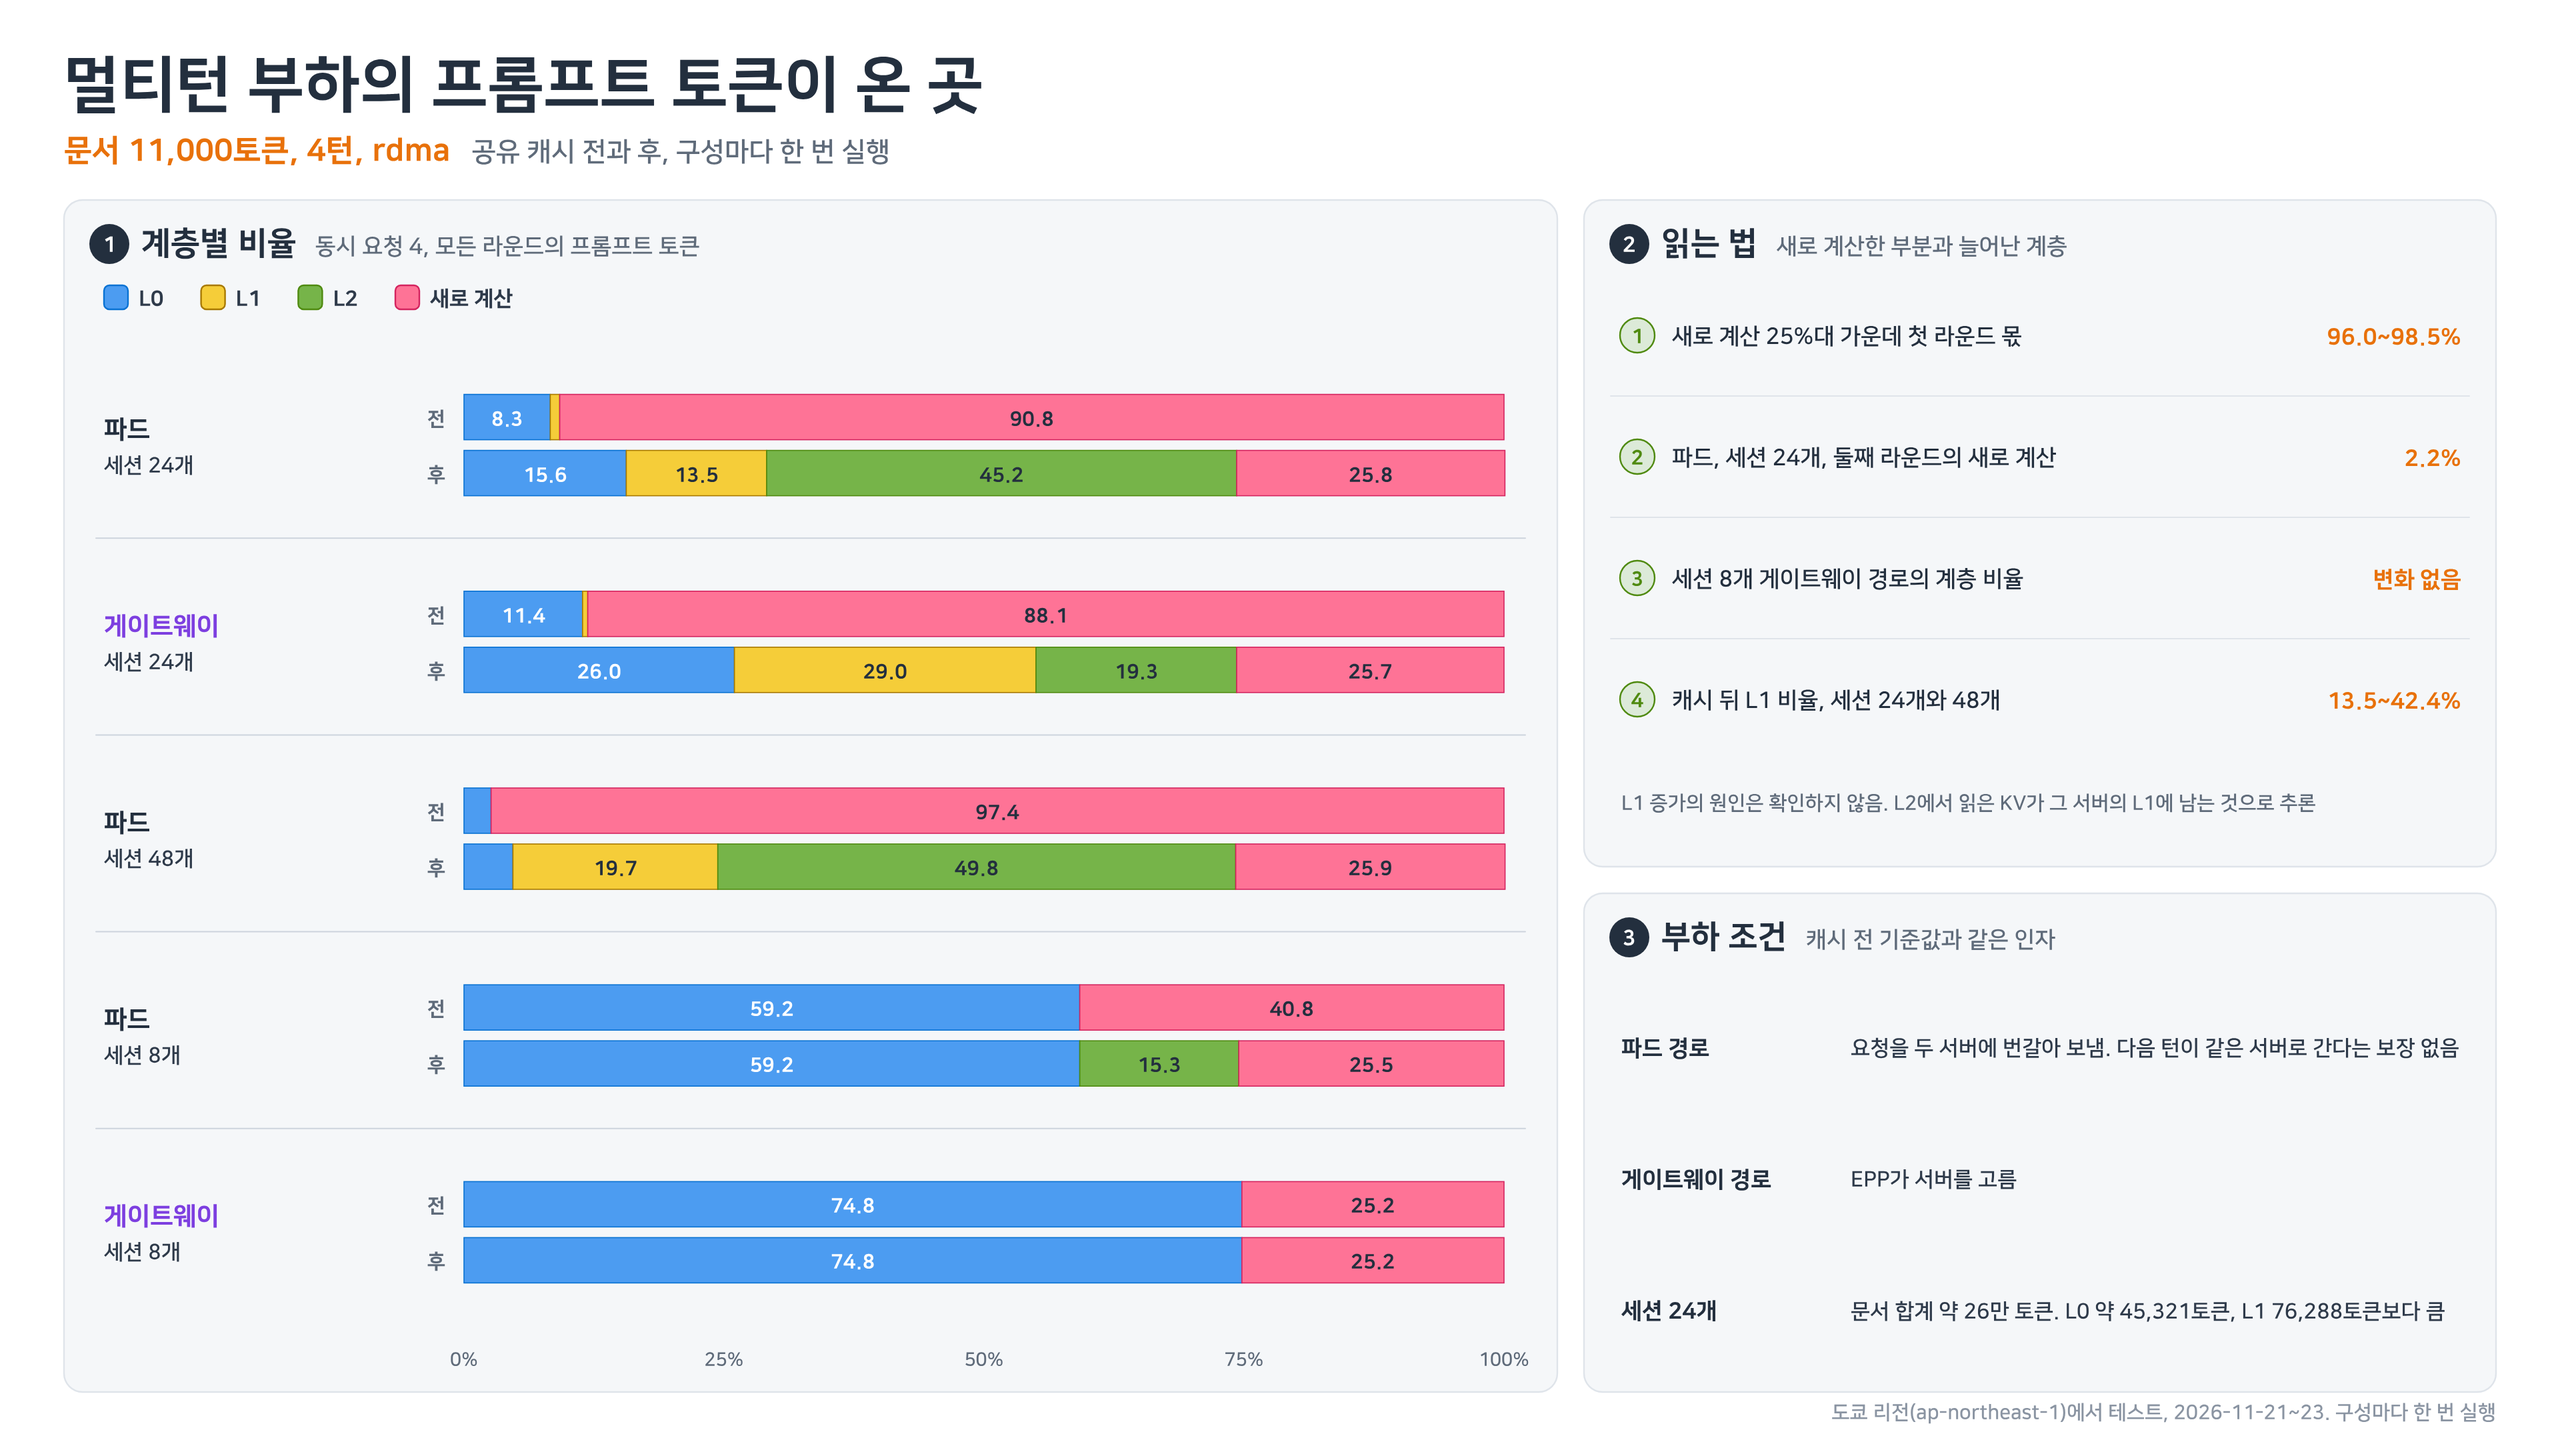 멀티턴 부하의 프롬프트 토큰이 온 곳
문서 11,000토큰, 4턴, rdma 공유 캐시 전과 후, 구성마다 한 번 실행
1 계층별 비율 동시 요청 4, 모든 라운드의 프롬프트 토큰
L0 L1 L2 새로 계산
파드
세션 24개
전 8.3 90.8
후 15.6 13.5 45.2 25.8
게이트웨이
세션 24개
전 11.4 88.1
후 26.0 29.0 19.3 25.7
파드
세션 48개
전 97.4
후 19.7 49.8 25.9
파드
세션 8개
전 59.2 40.8
후 59.2 15.3 25.5
게이트웨이
세션 8개
전 74.8 25.2
후 74.8 25.2
0% 25% 50% 75% 100%
2 읽는 법 새로 계산한 부분과 늘어난 계층
1 새로 계산 25%대 가운데 첫 라운드 몫 96.0~98.5%
2 파드, 세션 24개, 둘째 라운드의 새로 계산 2.2%
3 세션 8개 게이트웨이 경로의 계층 비율 변화 없음
4 캐시 뒤 L1 비율, 세션 24개와 48개 13.5~42.4%
L1 증가의 원인은 확인하지 않음. L2에서 읽은 KV가 그 서버의 L1에 남는 것으로 추론
3 부하 조건 캐시 전 기준값과 같은 인자
파드 경로 요청을 두 서버에 번갈아 보냄. 다음 턴이 같은 서버로 간다는 보장 없음
게이트웨이 경로 EPP가 서버를 고름
세션 24개 문서 합계 약 26만 토큰. L0 약 45,321토큰, L1 76,288토큰보다 큼
도쿄 리전(ap-northeast-1)에서 테스트, 2026-11-21~23. 구성마다 한 번 실행